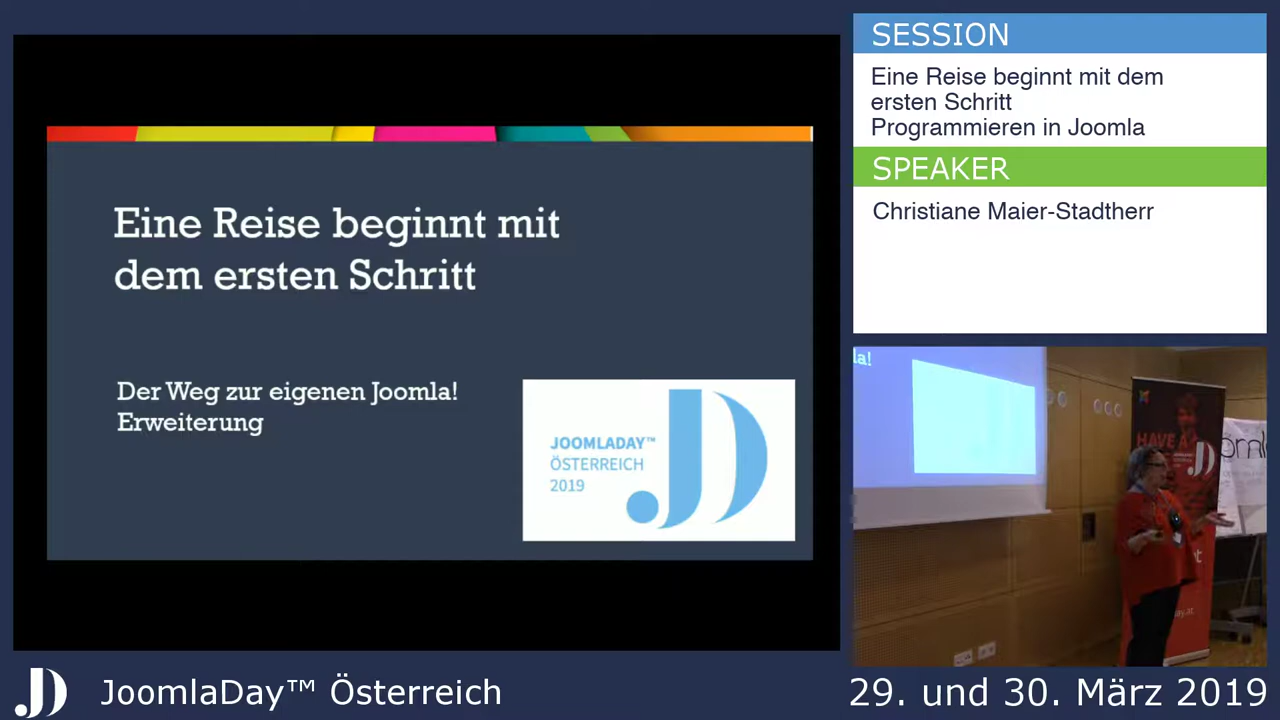 Eine Reise beginnt mit
dem ersten Schritt
Der Weg zur eigenen Joomla!
Erweiterung
JOOMLADAY™
ÖSTERREICH
2019
SESSION
Eine Reise beginnt mit dem
ersten Schritt
Programmieren in Joomla
SPEAKER
Christiane Maier-Stadtherr
la!
HAVE A
JoomlaDay™ Österreich
29. und 30. März 2019